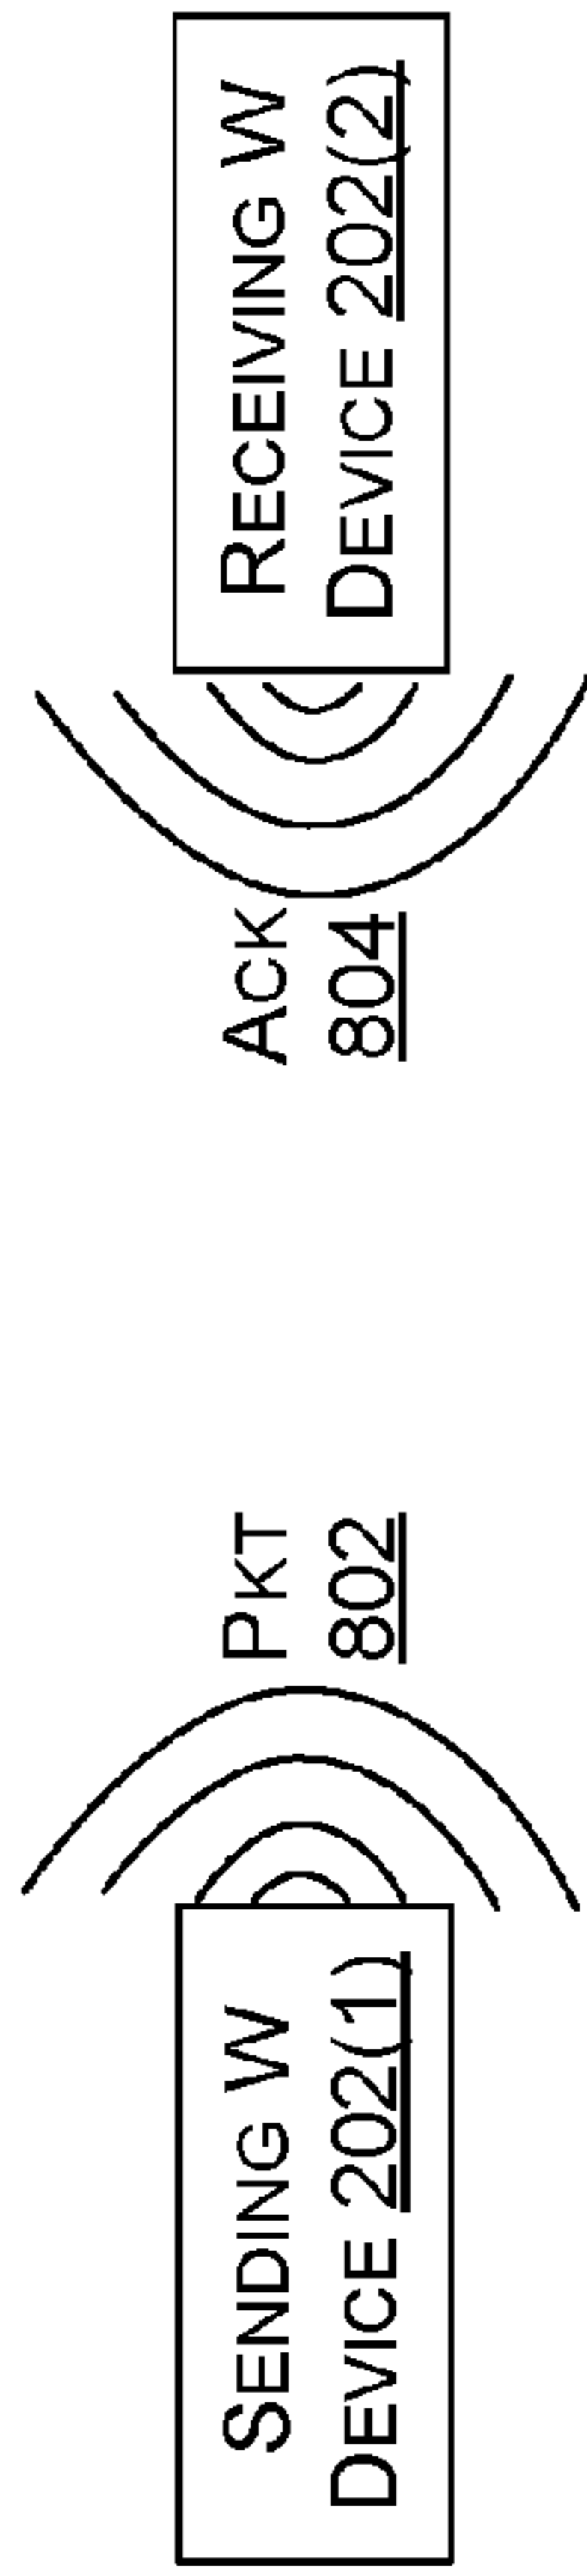 SENDING W
DEVICE 202(1)
PKT
802
ACK
804
RECEIVING W
DEVICE 202(2)